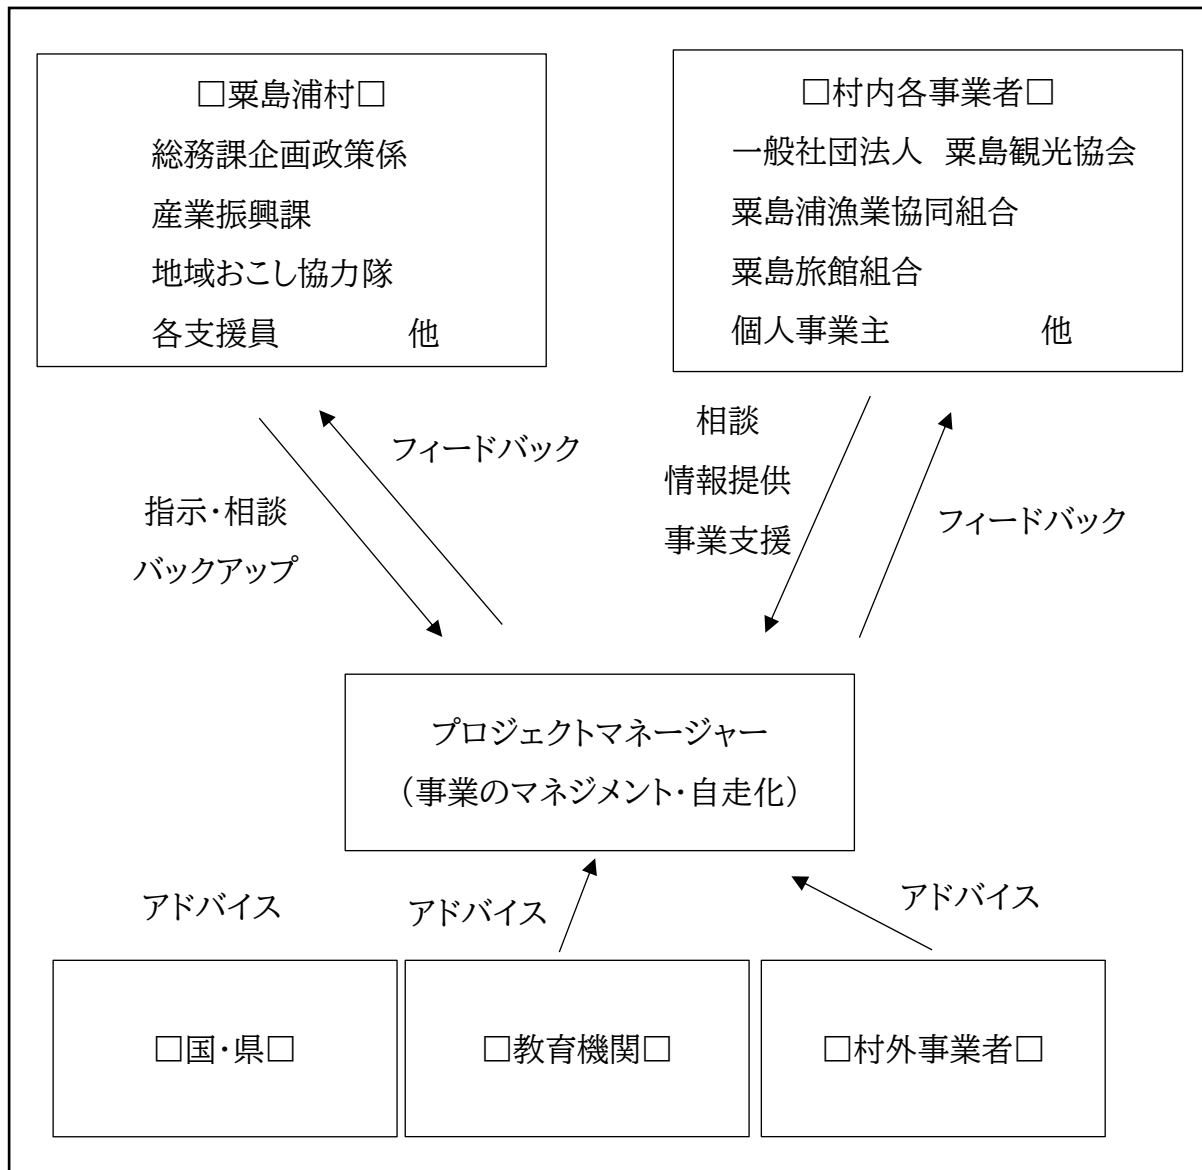 □粟島浦村□
総務課企画政策係
産業振興課
地域おこし協力隊
各支援員　他
□村内各事業者□
一般社団法人　粟島観光協会
粟島浦漁業協同組合
粟島旅館組合
個人事業主　他
フィードバック
指示・相談
バックアップ
相談
情報提供
事業支援
フィードバック
プロジェクトマネージャー
（事業のマネジメント・自走化）
アドバイス
アドバイス
アドバイス
□国・県□
□教育機関□
□村外事業者□